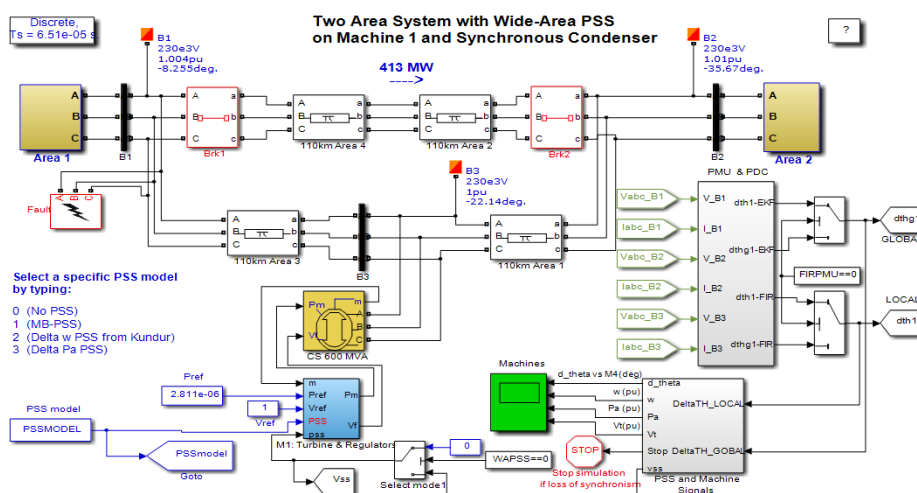 Two Area System with Wide-Area PSS
on Machine 1 and Synchronous Condenser
Discrete,
Ts = 6.51e-05 s
?
B1
230e3V
1.004pu
-8.255deg.
413 MW
---->
B2
230e3V
1.01pu
-35.67deg.
A
B
C
Area 1
B1
A
B
C
a
b
c
Brk1
A
B
C
a
b
c
110km Area 4
A
B
C
a
b
c
110km Area 2
A
B
C
a
b
c
Brk2
B2
A
B
C
Area 2
A
B
C
Fault
B3
230e3V
1pu
-22.14deg.
A
B
C
a
b
c
110km Area 3
B3
A
B
C
a
b
c
110km Area 1
PMU & PDC
Vabc_B1
Iabc_B1
Vabc_B2
Iabc_B2
Vabc_B3
Iabc_B3
V_B1
I_B1
V_B2
I_B2
V_B3
I_B3
dth1-EKF
dthg1-EKF
dth1-FIR
dthg1-FIR
FIRPMU==0
dthg1
GLOBAL
LOCAL
dth1
Select a specific PSS model
by typing:
0 (No PSS)
1 (MB-PSS)
2 (Delta w PSS from Kundur)
3 (Delta Pa PSS)
Pm
Vf
m
A
B
C
CS 600 MVA
Pref
2.811e-06
1
Vref
m
Pref
Vref
PSS
pss
Pm
Vf
M1: Turbine & Regulators
PSS model
PSSMODEL
PSSmodel
Goto
Vss
0
WAPSS==0
Select mode1
Machines
d_theta vs M4(deg)
w (pu)
Pa (pu)
Vt(pu)
STOP
Stop simulation
if loss of synchronism
d_theta
w
Pa
Vt
Stop
vss
DeltaTH_LOCAL
DeltaTH_GOBAL
PSS and Machine
Signals